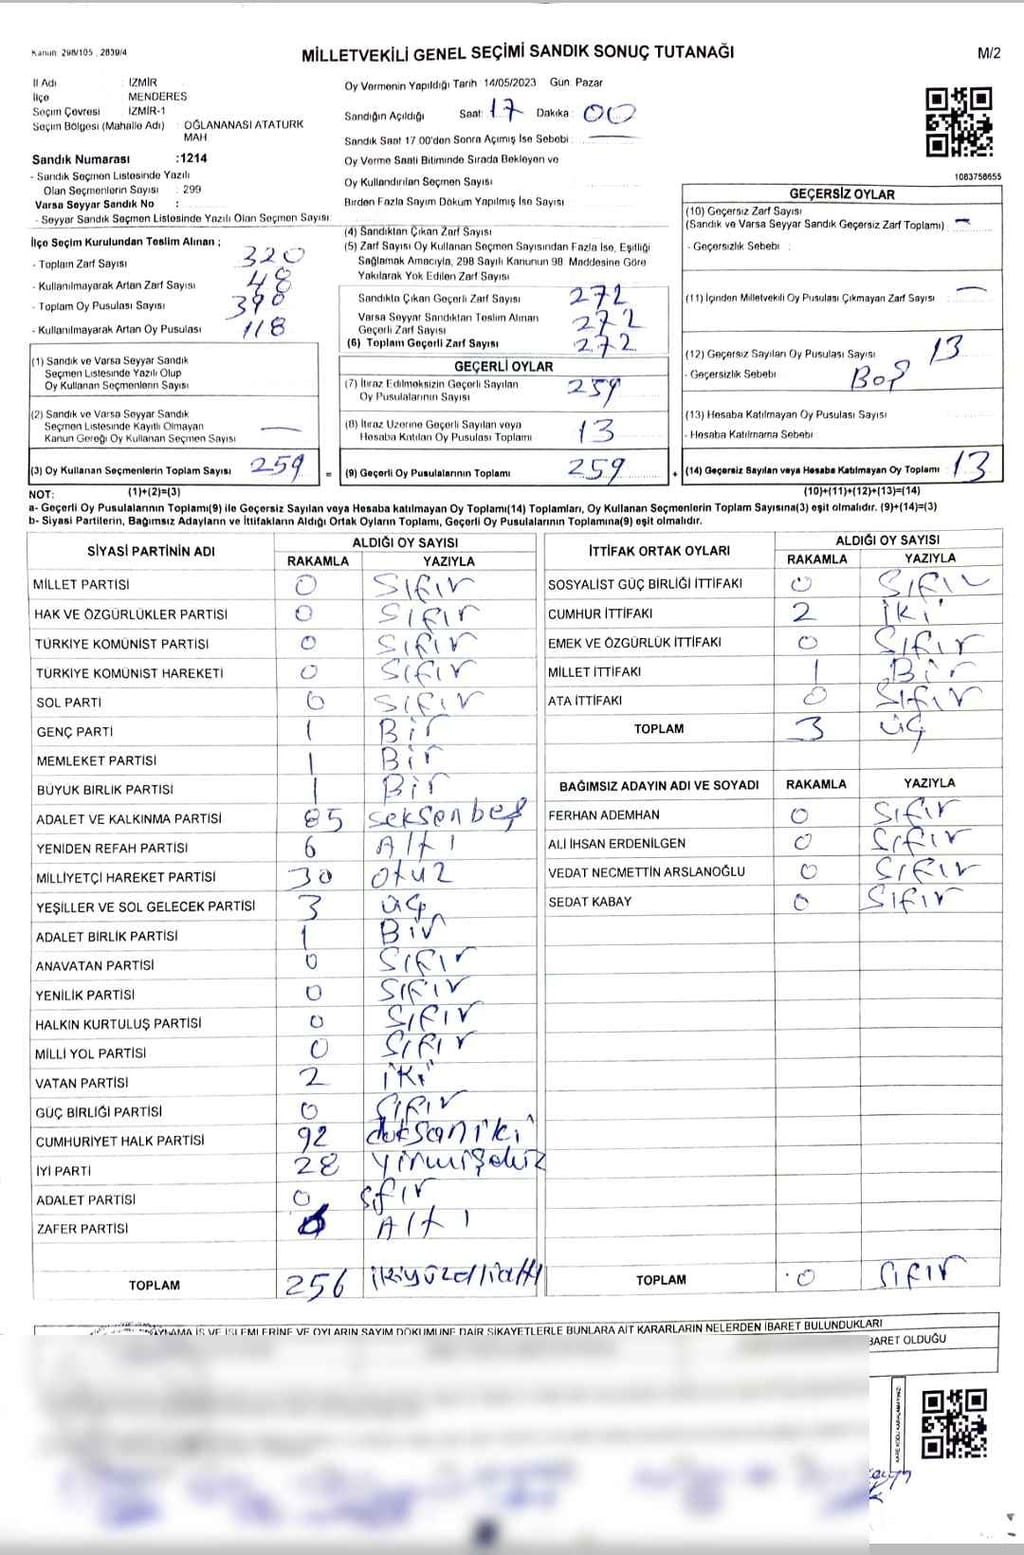 Kanun 298/105 , 2839/4
MİLLETVEKİLİ GENEL SEÇİMİ SANDIK SONUÇ TUTANAĞI
M/2
İl Adı : İZMİR
İlçe : MENDERES
Seçim Çevresi : İZMİR-1
Seçim Bölgesi (Mahalle Adı) : OĞLANANASI ATATÜRK
MAH
Sandık Numarası :1214
- Sandık Seçmen Listesinde Yazılı
Olan Seçmenlerin Sayısı : 299
Varsa Seyyar Sandık No :
- Seyyar Sandık Seçmen Listesinde Yazılı Olan Seçmen Sayısı:
İlçe Seçim Kurulundan Teslim Alınan ;
- Toplam Zarf Sayısı 320
- Kullanılmayarak Artan Zarf Sayısı 48
- Toplam Oy Pusulası Sayısı 390
- Kullanılmayarak Artan Oy Pusulası 118
(1) Sandık ve Varsa Seyyar Sandık
Seçmen Listesinde Yazılı Olup
Oy Kullanan Seçmenlerin Sayısı
(2) Sandık ve Varsa Seyyar Sandık
Seçmen Listesinde Kayıtlı Olmayan
Kanun Gereği Oy Kullanan Seçmen Sayısı —
(3) Oy Kullanan Seçmenlerin Toplam Sayısı 259 =
Oy Vermenin Yapıldığı Tarih 14/05/2023 Gün: Pazar
Sandığın Açıldığı Saat: 17 Dakika : 00
Sandık Saat 17.00'den Sonra Açımış İse Sebebi : —
Oy Verme Saati Bitiminde Sırada Bekleyen ve
Oy Kullandırılan Seçmen Sayısı
Birden Fazla Sayım Döküm Yapılmış İse Sayısı
(4) Sandıktan Çıkan Zarf Sayısı
(5) Zarf Sayısı Oy Kullanan Seçmen Sayısından Fazla İse, Eşitliği
Sağlamak Amacıyla, 298 Sayılı Kanunun 98 Maddesine Göre
Yakılarak Yok Edilen Zarf Sayısı
Sandıkta Çıkan Geçerli Zarf Sayısı 272
Varsa Seyyar Sandıktan Teslim Alınan
Geçerli Zarf Sayısı 272
(6) Toplam Geçerli Zarf Sayısı 272
GEÇERLİ OYLAR
(7) İtiraz Edilmeksizin Geçerli Sayılan
Oy Pusulalarının Sayısı 259
(8) İtiraz Üzerine Geçerli Sayılan veya
Hesaba Katılan Oy Pusulası Toplamı 13
(9) Geçerli Oy Pusulalarının Toplamı 259 +
1083758655
GEÇERSİZ OYLAR
(10) Geçersiz Zarf Sayısı
(Sandık ve Varsa Seyyar Sandık Geçersiz Zarf Toplamı) : —
- Geçersizlik Sebebi :
(11) İçinden Milletvekili Oy Pusulası Çıkmayan Zarf Sayısı —
(12) Geçersiz Sayılan Oy Pusulası Sayısı 13
- Geçersizlik Sebebi Boş
(13) Hesaba Katılmayan Oy Pusulası Sayısı
- Hesaba Katılmama Sebebi
(14) Geçersiz Sayılan veya Hesaba Katılmayan Oy Toplamı 13
NOT: (1)+(2)=(3) (10)+(11)+(12)+(13)=(14)
a- Geçerli Oy Pusulalarının Toplamı(9) ile Geçersiz Sayılan veya Hesaba katılmayan Oy Toplamı(14) Toplamları, Oy Kullanan Seçmenlerin Toplam Sayısına(3) eşit olmalıdır. (9)+(14)=(3)
b- Siyasi Partilerin, Bağımsız Adayların ve İttifakların Aldığı Ortak Oyların Toplamı, Geçerli Oy Pusulalarının Toplamına(9) eşit olmalıdır.
SİYASİ PARTİNİN ADI ALDIĞI OY SAYISI
RAKAMLA YAZIYLA
MİLLET PARTİSİ 0 Sıfır
HAK VE ÖZGÜRLÜKLER PARTİSİ 0 Sıfır
TÜRKİYE KOMÜNİST PARTİSİ 0 Sıfır
TÜRKİYE KOMÜNİST HAREKETİ 0 Sıfır
SOL PARTİ 0 Sıfır
GENÇ PARTİ 1 Bir
MEMLEKET PARTİSİ 1 Bir
BÜYÜK BİRLİK PARTİSİ 1 Bir
ADALET VE KALKINMA PARTİSİ 85 seksenbeş
YENİDEN REFAH PARTİSİ 6 Altı
MİLLİYETÇİ HAREKET PARTİSİ 30 otuz
YEŞİLLER VE SOL GELECEK PARTİSİ 3 üç
ADALET BİRLİK PARTİSİ 1 Bir
ANAVATAN PARTİSİ 0 Sıfır
YENİLİK PARTİSİ 0 Sıfır
HALKIN KURTULUŞ PARTİSİ 0 Sıfır
MİLLİ YOL PARTİSİ 0 Sıfır
VATAN PARTİSİ 2 iki
GÜÇ BİRLİĞİ PARTİSİ 0 Sıfır
CUMHURİYET HALK PARTİSİ 92 doksaniki
İYİ PARTİ 28 Yirmisekiz
ADALET PARTİSİ 0 Sıfır
ZAFER PARTİSİ 6 Altı
TOPLAM 256 ikiyüzelliAltı
İTTİFAK ORTAK OYLARI ALDIĞI OY SAYISI
RAKAMLA YAZIYLA
SOSYALİST GÜÇ BİRLİĞİ İTTİFAKI 0 Sıfır
CUMHUR İTTİFAKI 2 iki
EMEK VE ÖZGÜRLÜK İTTİFAKI 0 Sıfır
MİLLET İTTİFAKI 1 Bir
ATA İTTİFAKI 0 Sıfır
TOPLAM 3 üç
BAĞIMSIZ ADAYIN ADI VE SOYADI RAKAMLA YAZIYLA
FERHAN ADEMHAN 0 Sıfır
ALİ İHSAN ERDENİLGEN 0 Sıfır
VEDAT NECMETTİN ARSLANOĞLU 0 Sıfır
SEDAT KABAY 0 Sıfır
TOPLAM 0 Sıfır
İŞ VE İŞLEMLERİNE VE OYLARIN SAYIM DÖKÜMÜNE DAİR ŞİKAYETLERLE BUNLARA AİT KARARLARIN NELERDEN İBARET BULUNDUKLARI
OLDUĞU